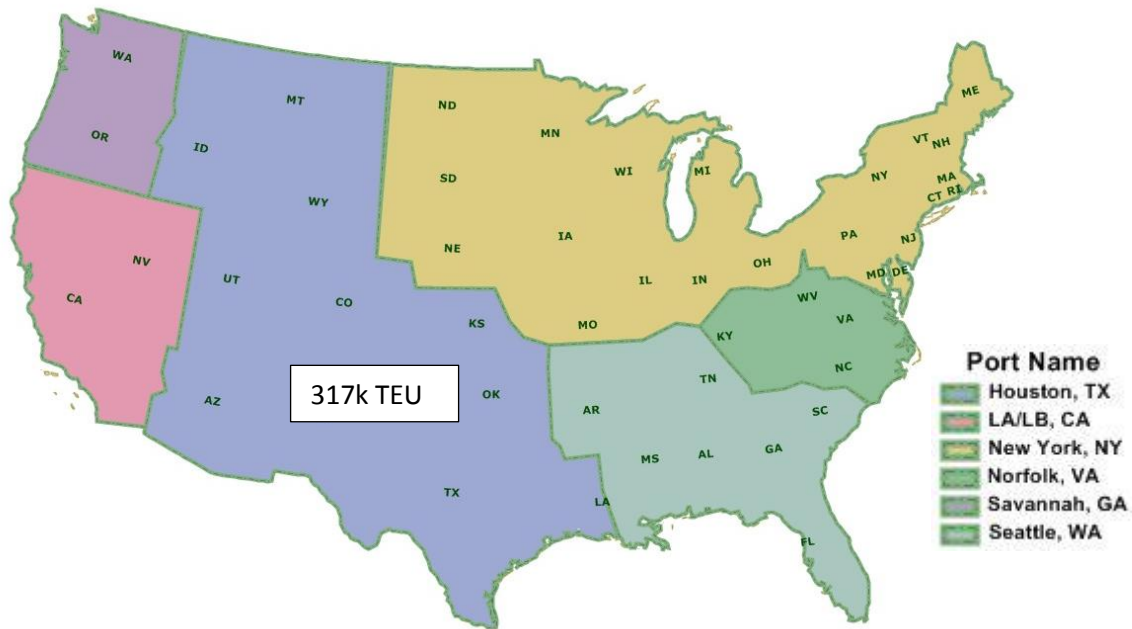 WA
MT
ND
ME
MN
OR
ID
VT
NH
SD
WI
MI
NY
MA
CT
RI
WY
IA
PA
NJ
NE
NV
OH
UT
IL
IN
MD
DE
CA
CO
WV
KS
MO
KY
VA
NC
TN
317k TEU
OK
AZ
AR
SC
MS
AL
GA
TX
LA
FL
Port Name
Houston, TX
LA/LB, CA
New York, NY
Norfolk, VA
Savannah, GA
Seattle, WA